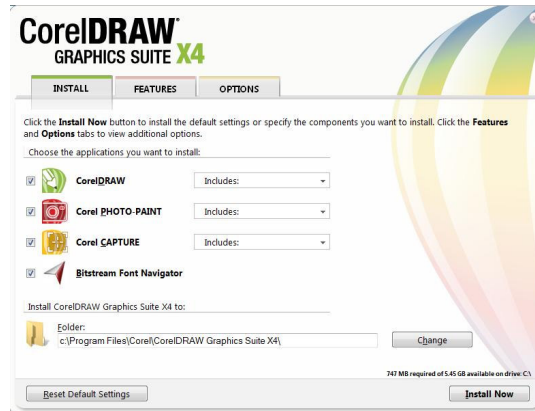 CorelDRAW
GRAPHICS SUITE X4
INSTALL FEATURES OPTIONS
Click the Install Now button to install the default settings or specify the components you want to install. Click the Features
and Options tabs to view additional options.
Choose the applications you want to install:
CorelDRAW Includes:
Corel PHOTO-PAINT Includes:
Corel CAPTURE Includes:
Bitstream Font Navigator
Install CorelDRAW Graphics Suite X4 to:
Folder:
c:\Program Files\Corel\CorelDRAW Graphics Suite X4\
Change
747 MB required of 5.45 GB available on drive: C:\
Reset Default Settings Install Now